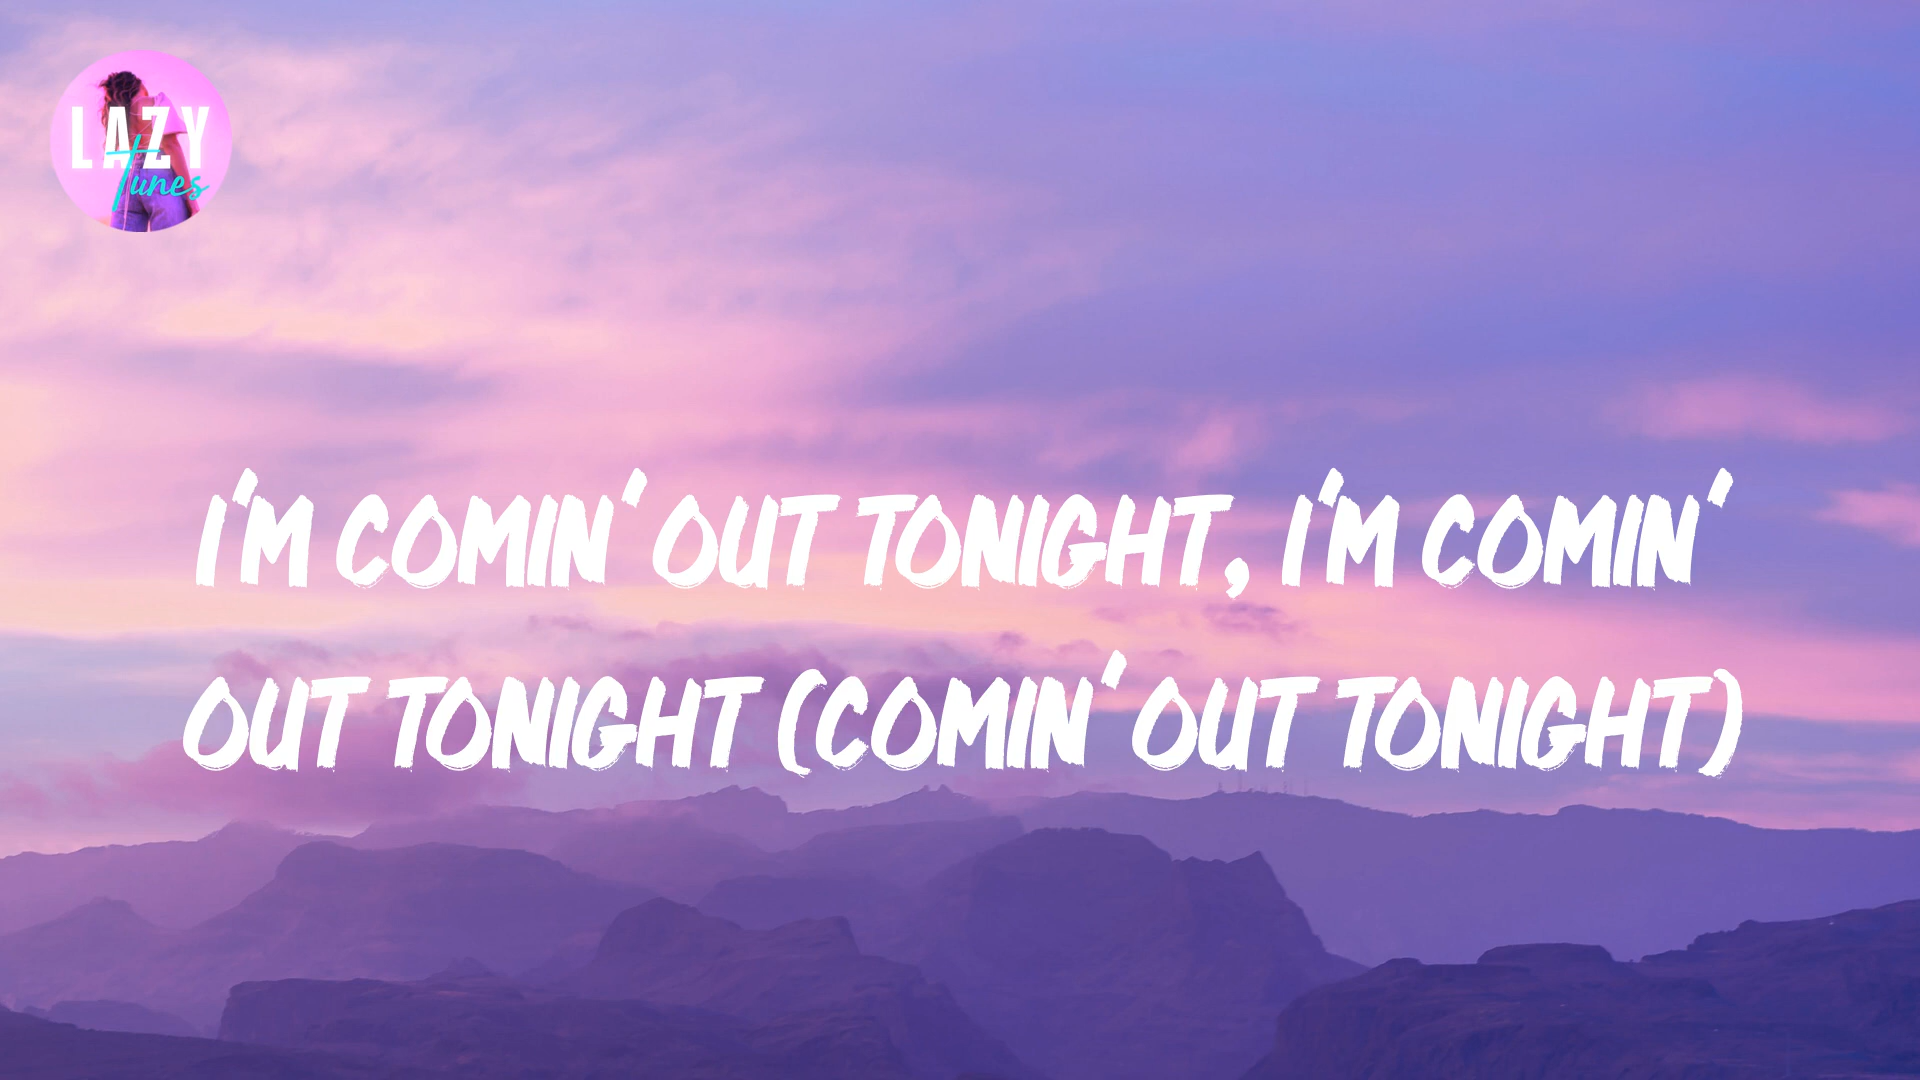 LAZY
Tunes
I'M COMIN' OUT TONIGHT, I'M COMIN'
OUT TONIGHT (COMIN' OUT TONIGHT)